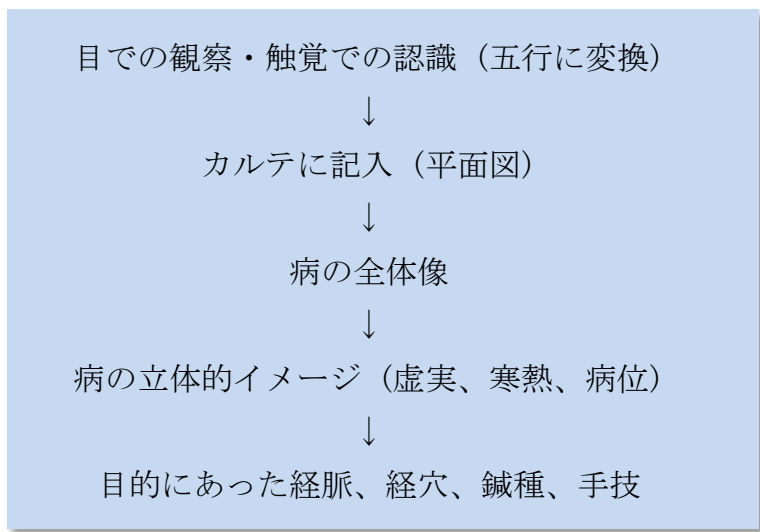 目での観察・触覚での認識（五行に変換）
↓
カルテに記入（平面図）
↓
病の全体像
↓
病の立体的イメージ（虚実、寒熱、病位）
↓
目的にあった経脈、経穴、鍼種、手技